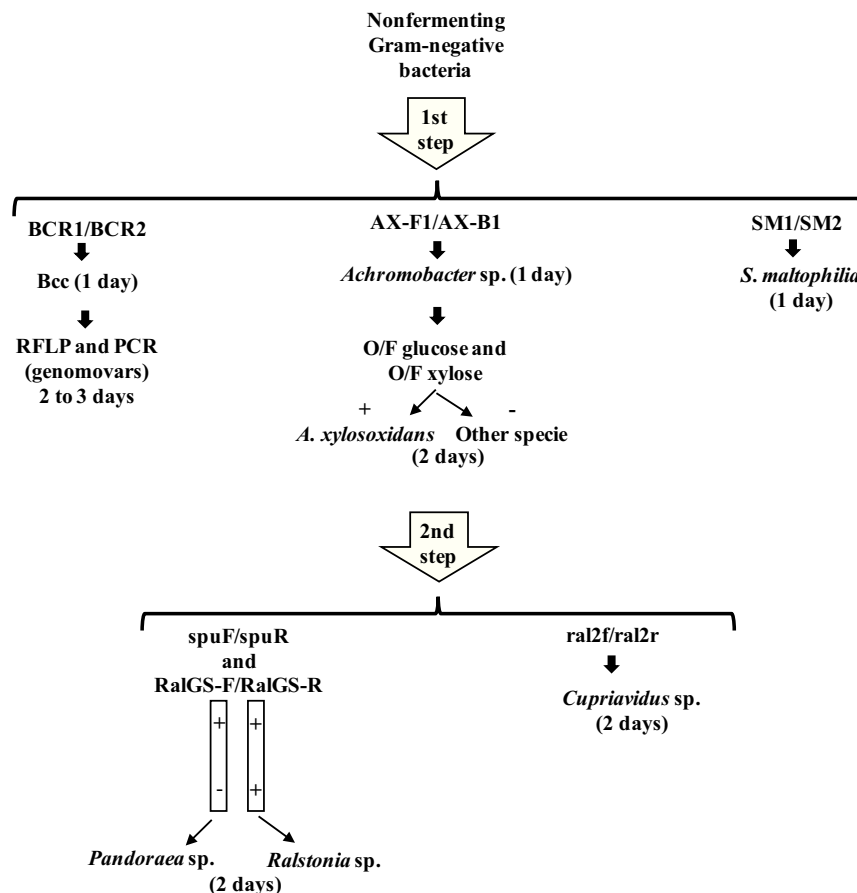 Nonfermenting
Gram-negative
bacteria
1st
step
BCR1/BCR2
Bcc (1 day)
RFLP and PCR
(genomovars)
2 to 3 days
AX-F1/AX-B1
Achromobacter sp. (1 day)
O/F glucose and
O/F xylose
+ -
A. xylosoxidans Other specie
(2 days)
SM1/SM2
S. maltophilia
(1 day)
2nd
step
spuF/spuR
and
RalGS-F/RalGS-R
+ +
- +
Pandoraea sp. Ralstonia sp.
(2 days)
ral2f/ral2r
Cupriavidus sp.
(2 days)